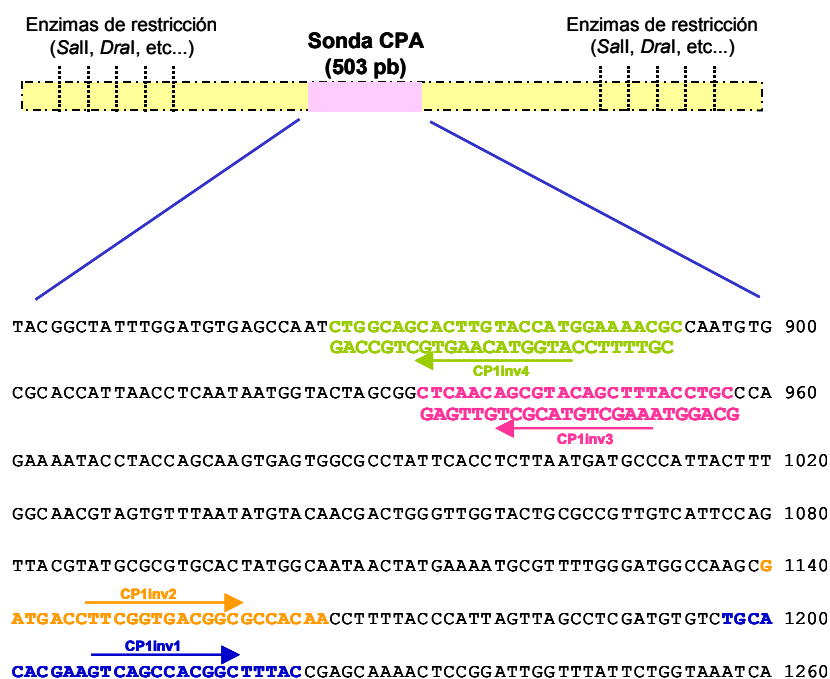 Enzimas de restricción
(SalI, DraI, etc...)
Sonda CPA
(503 pb)
Enzimas de restricción
(SalI, DraI, etc...)
TACGGCTATTTGGATGTGAGCCAATCTGGCAGCACTTGTACCATGGAAAACGCCAATGTG 900
GACCGTCGTGAACATGGTACCTTTTGC
CP1Inv4
CGCACCATTAACCTCAATAATGGTACTAGCGGCTCAACAGCGTACAGCTTTACCTGCCCA 960
GAGTTGTCGCATGTCGAAATGGACG
CP1Inv3
GAAAATACCTACCAGCAAGTGAGTGGCGCCTATTCACCTCTTAATGATGCCCATTACTTT 1020
GGCAACGTAGTGTTTAATATGTACAACGACTGGGTTGGTACTGCGCCGTTGTCATTCCAG 1080
TTACGTATGCGCGTGCACTATGGCAATAACTATGAAAATGCGTTTTGGGATGGCCAAGCG 1140
CP1Inv2
ATGACCTTCGGTGACGGCGCCACAACCTTTTACCCATTAGTTAGCCTCGATGTGTCTGCA 1200
CP1Inv1
CACGAAGTCAGCCACGGCTTTACCGAGCAAAACTCCGGATTGGTTTATTCTGGTAAATCA 1260